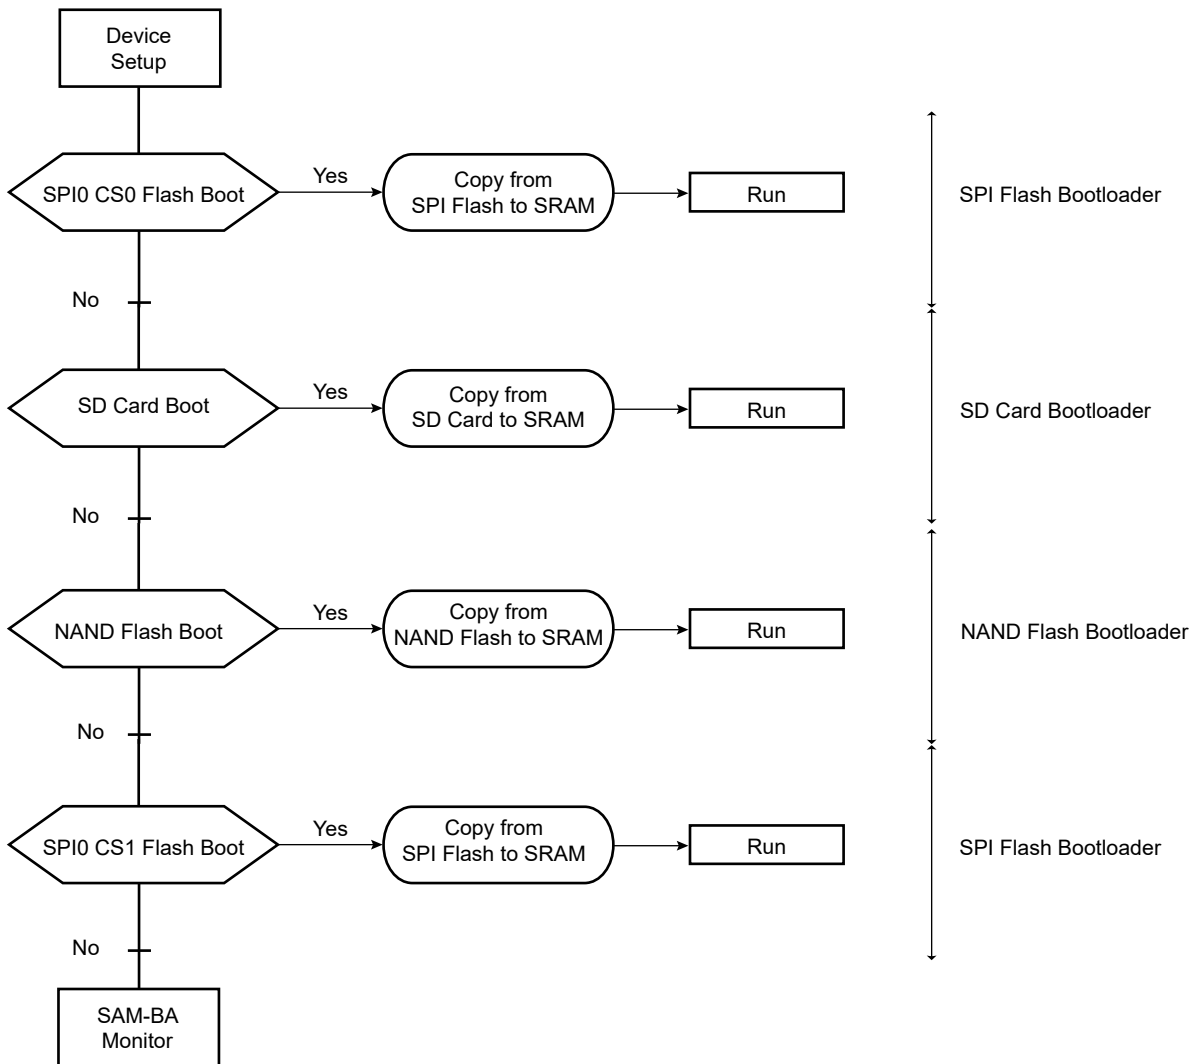 Device
Setup
SPI0 CS0 Flash Boot
Yes
Copy from
SPI Flash to SRAM
Run
SPI Flash Bootloader
No
SD Card Boot
Yes
Copy from
SD Card to SRAM
Run
SD Card Bootloader
No
NAND Flash Boot
Yes
Copy from
NAND Flash to SRAM
Run
NAND Flash Bootloader
No
SPI0 CS1 Flash Boot
Yes
Copy from
SPI Flash to SRAM
Run
SPI Flash Bootloader
No
SAM-BA
Monitor